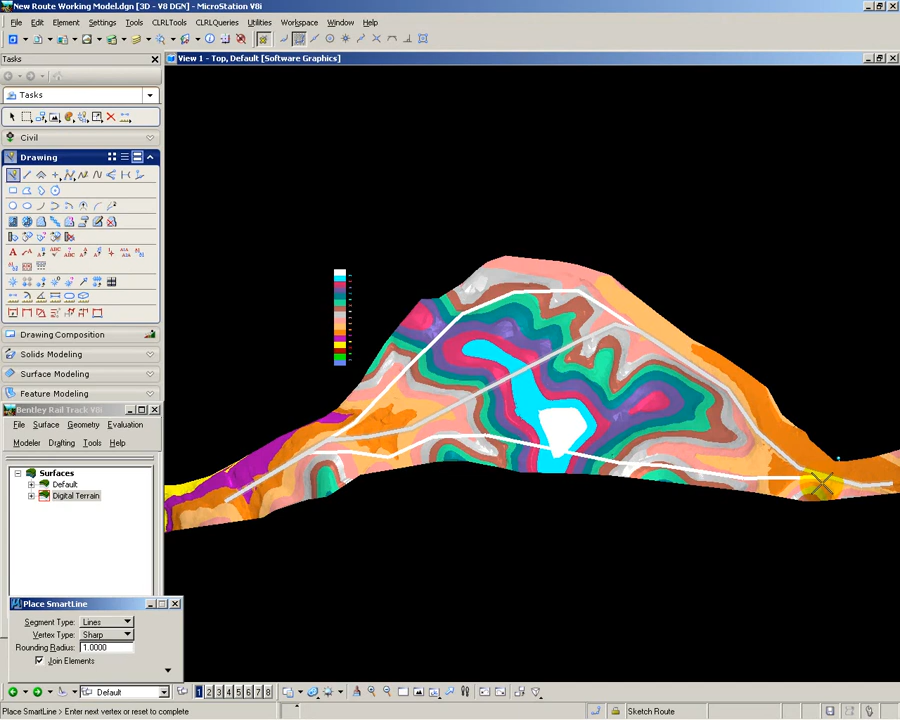 New Route Working Model.dgn [3D - V8 DGN] - MicroStation V8i
File Edit Element Settings Tools CLRLTools CLRLQueries Utilities Workspace Window Help
Tasks
View 1 - Top, Default [Software Graphics]
Tasks
Civil
Drawing
Drawing Composition
Solids Modeling
Surface Modeling
Feature Modeling
Bentley Rail Track V8i
File Surface Geometry Evaluation
Modeler Drafting Tools Help
Surfaces
Default
Digital Terrain
Place SmartLine
Segment Type: Lines
Vertex Type: Sharp
Rounding Radius: 1.0000
Join Elements
Default
1 2 3 4 5 6 7 8
Place SmartLine > Enter next vertex or reset to complete
Sketch Route